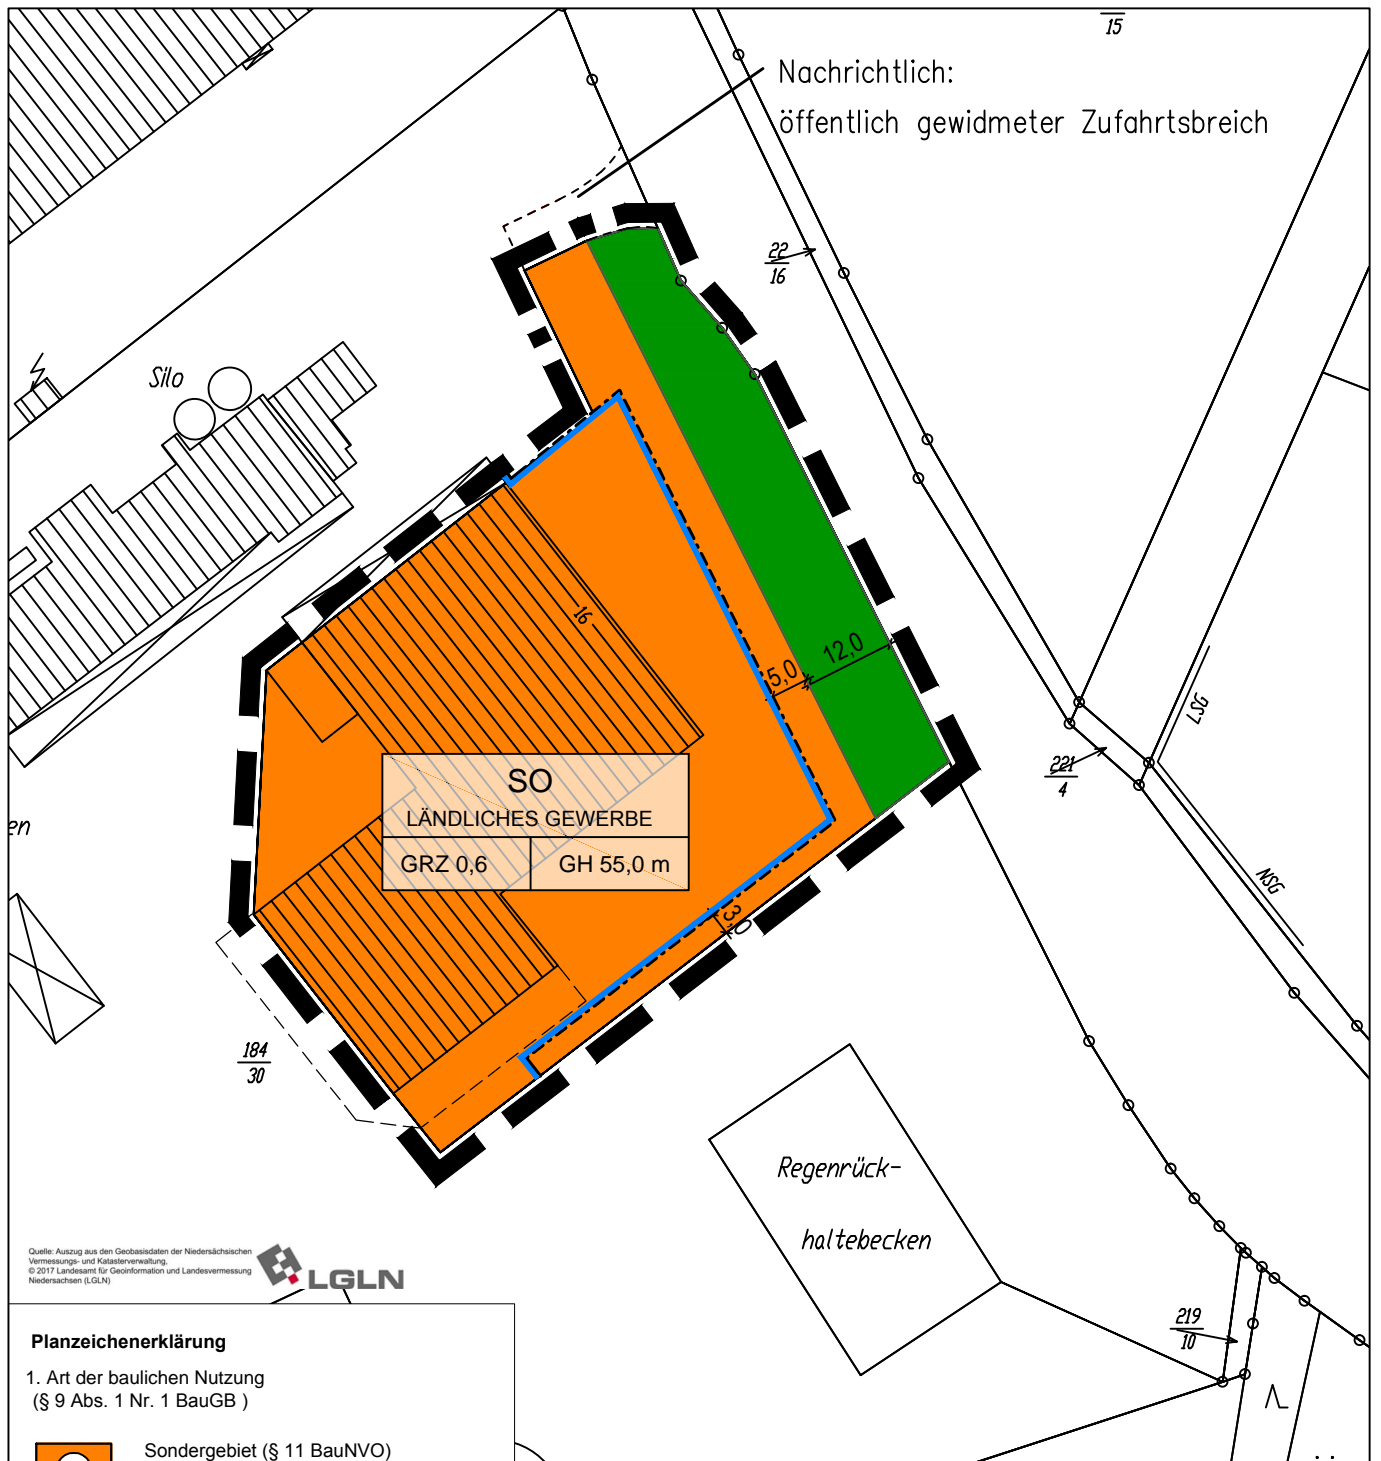 15
Nachrichtlich:
öffentlich gewidmeter Zufahrtsbreich
22
16
Silo
16
5,0
12,0
LSG
221
4
SO
LÄNDLICHES GEWERBE
GRZ 0,6
GH 55,0 m
en
NSG
3,0
184
30
Regenrück-
haltebecken
Quelle: Auszug aus den Geobasisdaten der Niedersächsischen
Vermessungs- und Katasterverwaltung,
© 2017 Landesamt für Geoinformation und Landesvermessung
Niedersachsen (LGLN)
LGLN
219
10
Planzeichenerklärung
1. Art der baulichen Nutzung
(§ 9 Abs. 1 Nr. 1 BauGB )
Sondergebiet (§ 11 BauNVO)